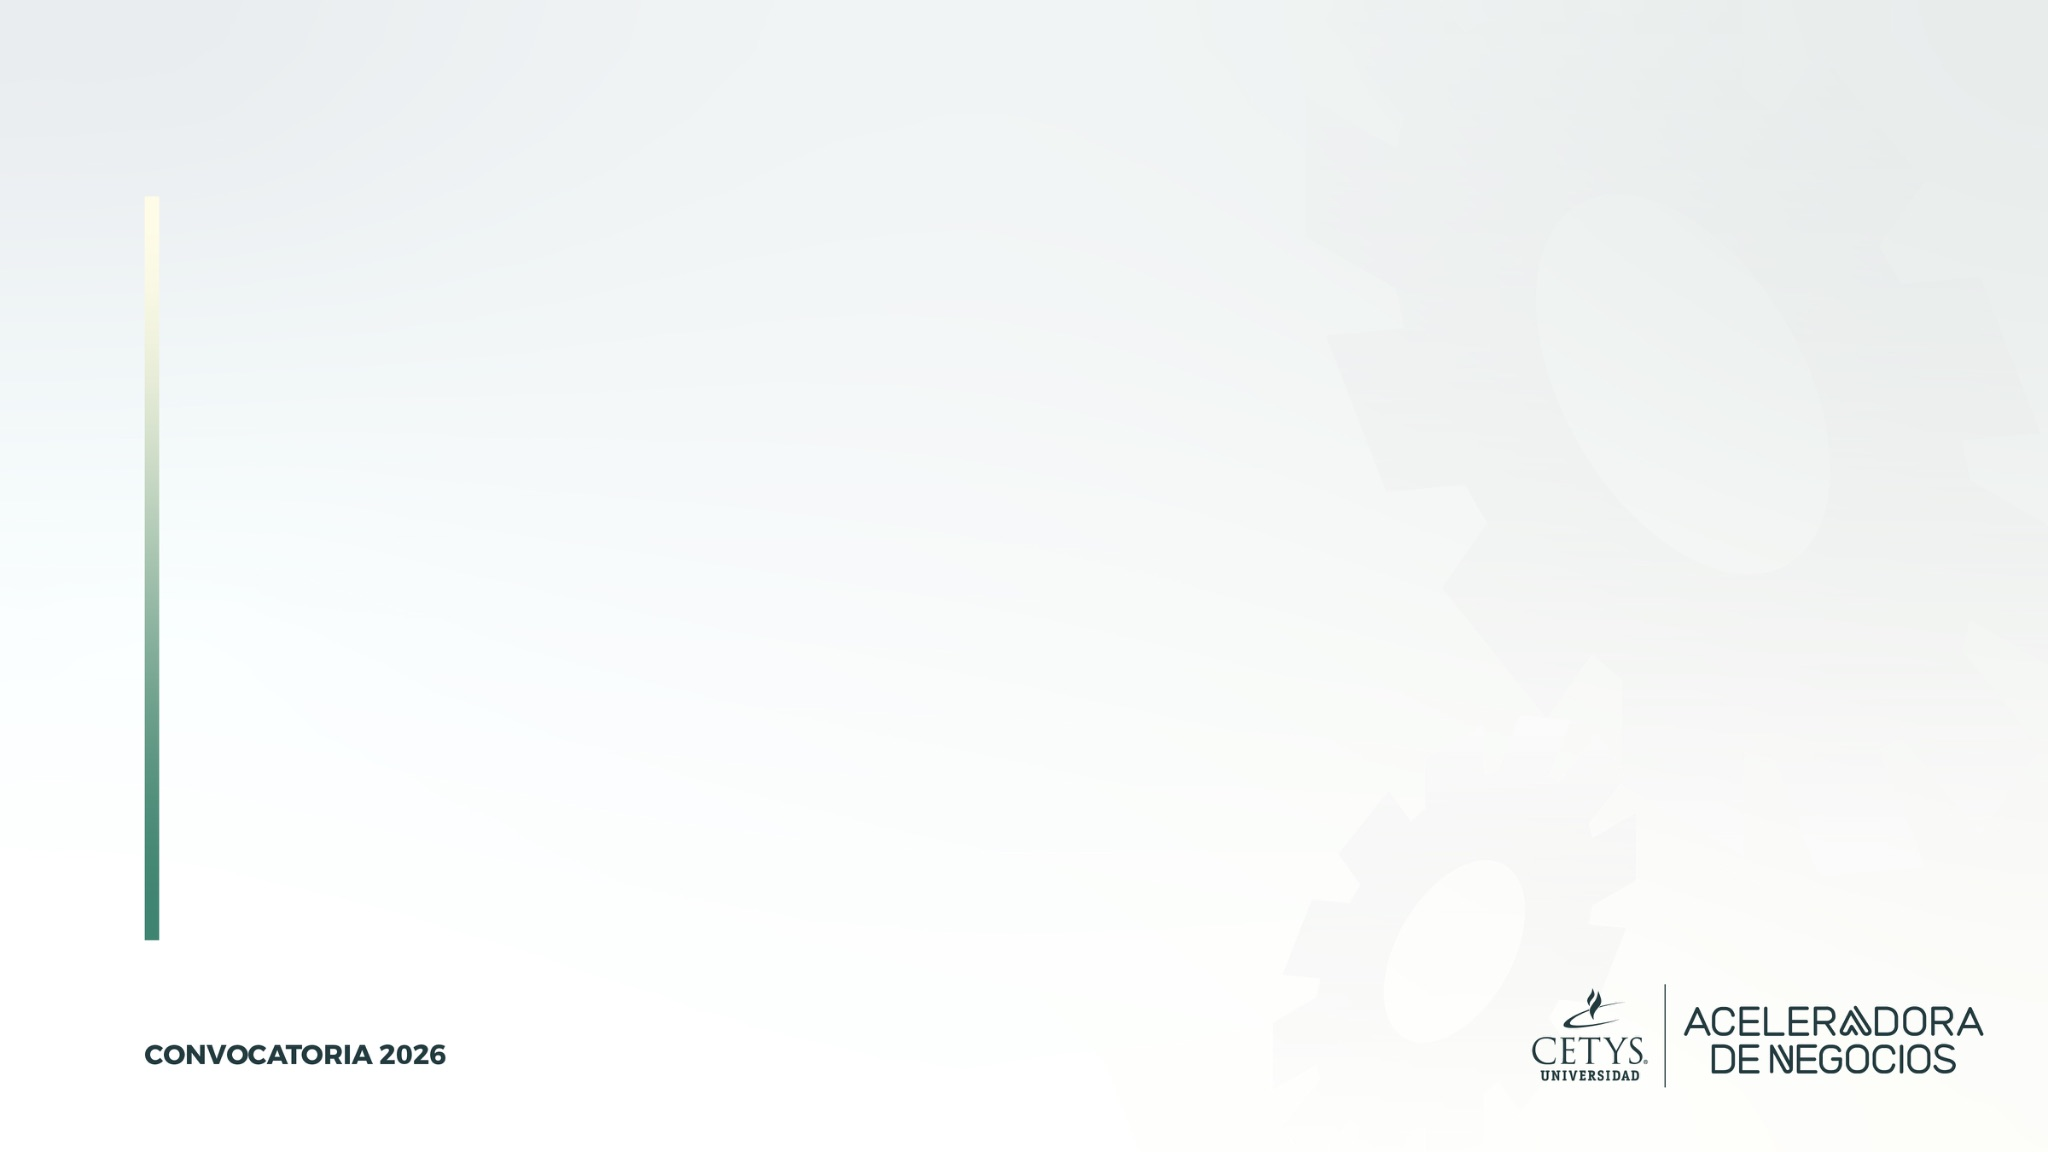 CONVOCATORIA 2026
CETYS®
UNIVERSIDAD
ACELERADORA
DE NEGOCIOS